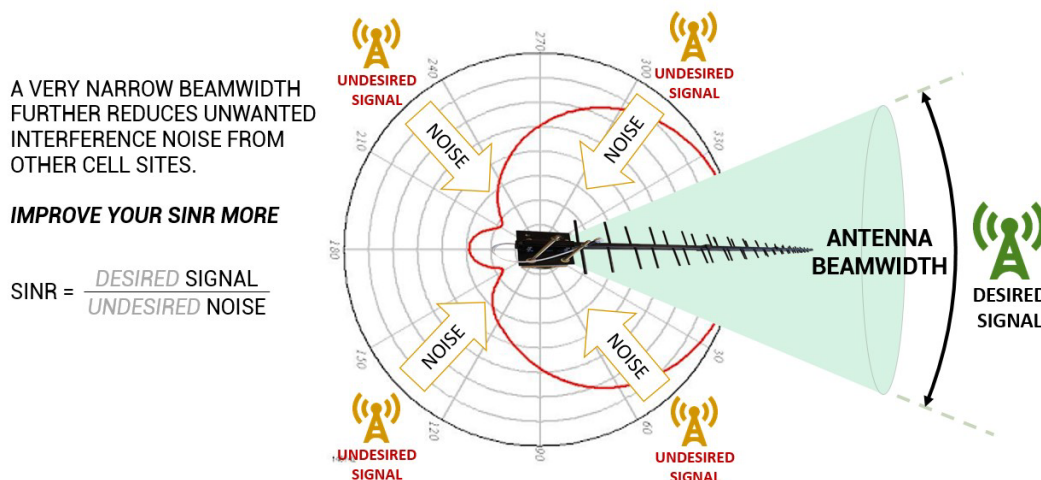 A VERY NARROW BEAMWIDTH
FURTHER REDUCES UNWANTED
INTERFERENCE NOISE FROM
OTHER CELL SITES.
IMPROVE YOUR SINR MORE
SINR = DESIRED SIGNAL
UNDESIRED NOISE
UNDESIRED
SIGNAL
UNDESIRED
SIGNAL
270
240
300
210
330
180
150
30
120
60
90
NOISE
NOISE
NOISE
NOISE
ANTENNA
BEAMWIDTH
DESIRED
SIGNAL
UNDESIRED
SIGNAL
UNDESIRED
SIGNAL